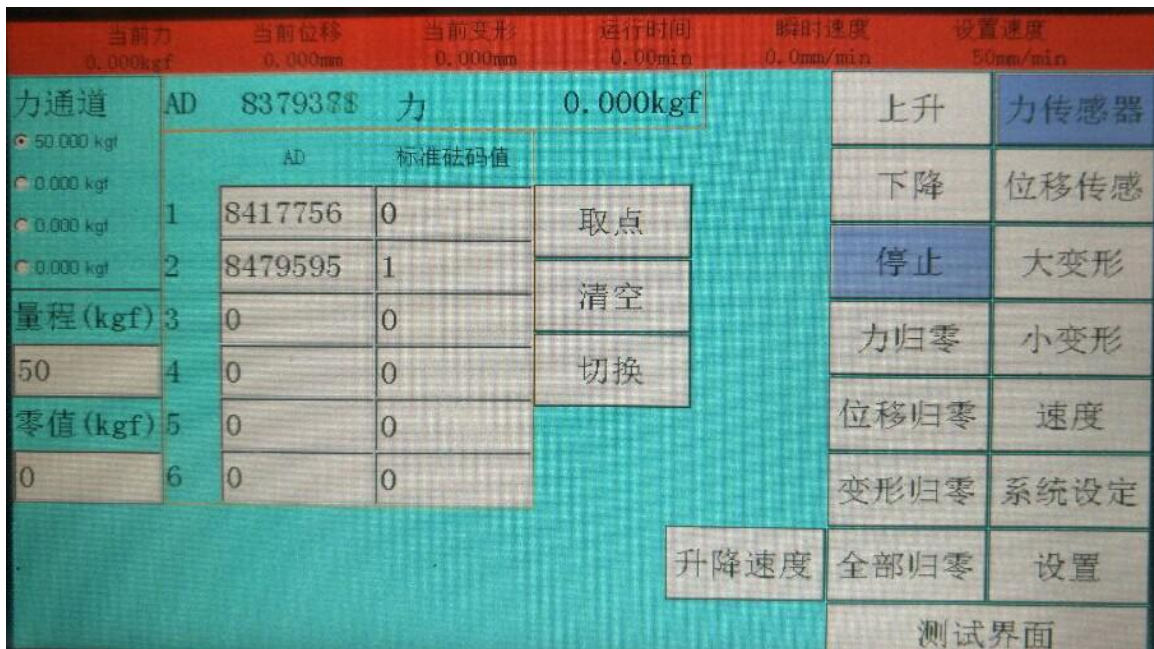 当前力 当前位移 当前变形 运行时间 瞬时速度 设置速度
0.000kgf 0.000mm 0.000mm 0.00min 0.0mm/min 50mm/min
力通道 AD 力 0.000kgf 上升 力传感器
50.000 kgf AD 标准砝码值
0.000 kgf 下降 位移传感
0.000 kgf 1 8417756 0 取点
0.000 kgf 2 8479595 1 停止 大变形
清空
量程(kgf) 3 0 0 力归零 小变形
50 4 0 0 切换
零值(kgf) 5 0 0 位移归零 速度
0 6 0 0 变形归零 系统设定
升降速度 全部归零 设置
测试界面